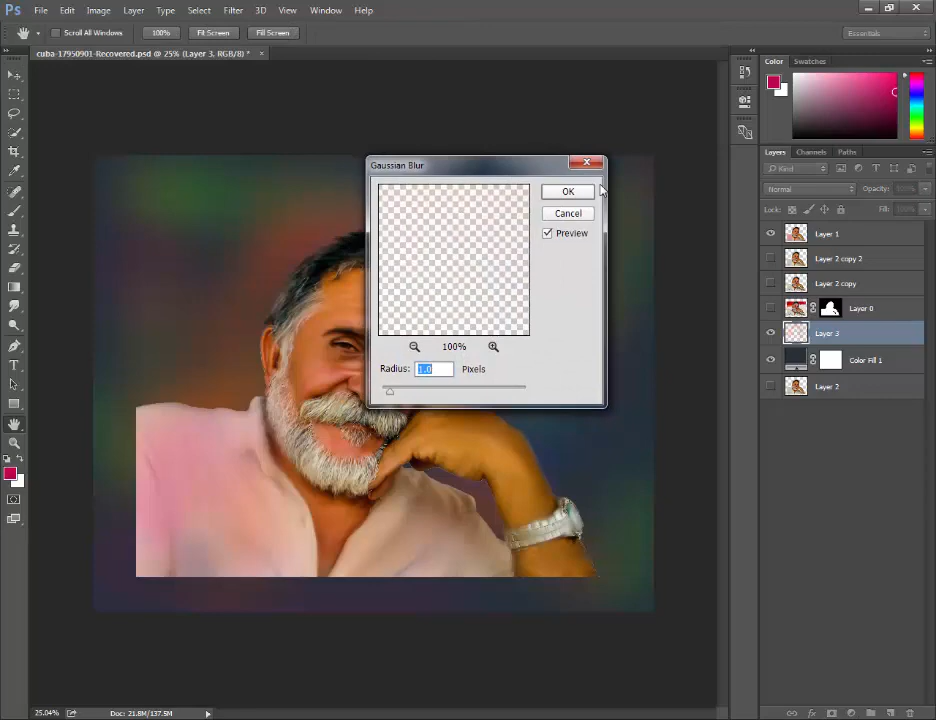 Ps File Edit Image Layer Type Select Filter 3D View Window Help
Scroll All Windows 100% Fit Screen Fill Screen Essentials
cuba-17950901-Recovered.psd @ 25% (Layer 3, RGB/8) * ×
Color Swatches
Gaussian Blur
OK
Cancel
Preview
100%
Radius: 1.0 Pixels
Layers Channels Paths
Kind
Normal Opacity:
Lock: Fill:
Layer 1
Layer 2 copy 2
Layer 2 copy
Layer 0
Layer 3
Color Fill 1
Layer 2
25.04% Doc: 21.8M/137.5M